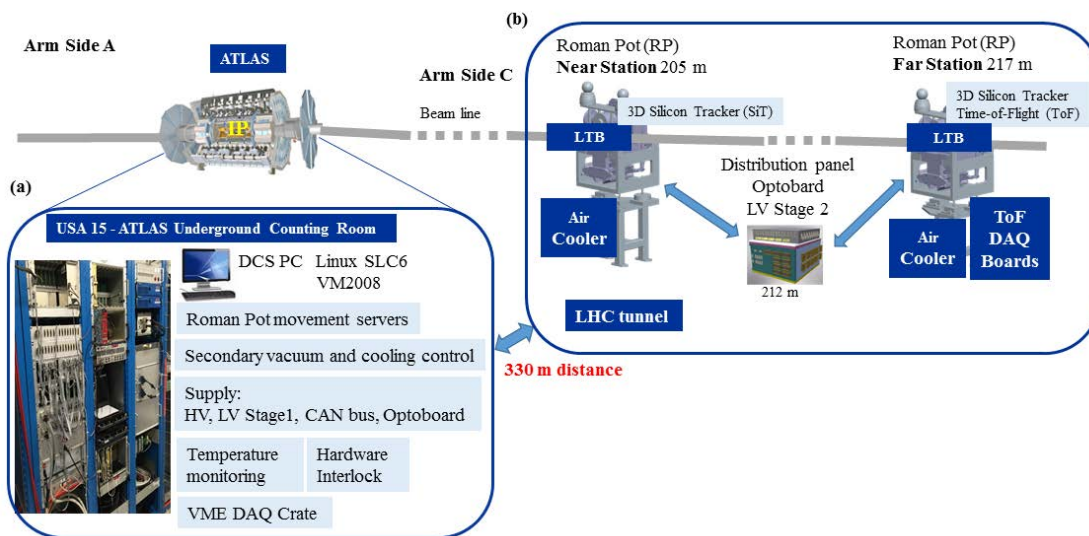 Arm Side A
ATLAS
IP
Arm Side C
Beam line
(b)
Roman Pot (RP)
Near Station 205 m
3D Silicon Tracker (SiT)
LTB
Air
Cooler
Distribution panel
Optobard
LV Stage 2
212 m
Roman Pot (RP)
Far Station 217 m
3D Silicon Tracker
Time-of-Flight (ToF)
LTB
Air
Cooler
ToF
DAQ
Boards
LHC tunnel
330 m distance
(a)
USA 15 - ATLAS Underground Counting Room
DCS PC Linux SLC6
VM2008
Roman Pot movement servers
Secondary vacuum and cooling control
Supply:
HV, LV Stage1, CAN bus, Optoboard
Temperature
monitoring
Hardware
Interlock
VME DAQ Crate